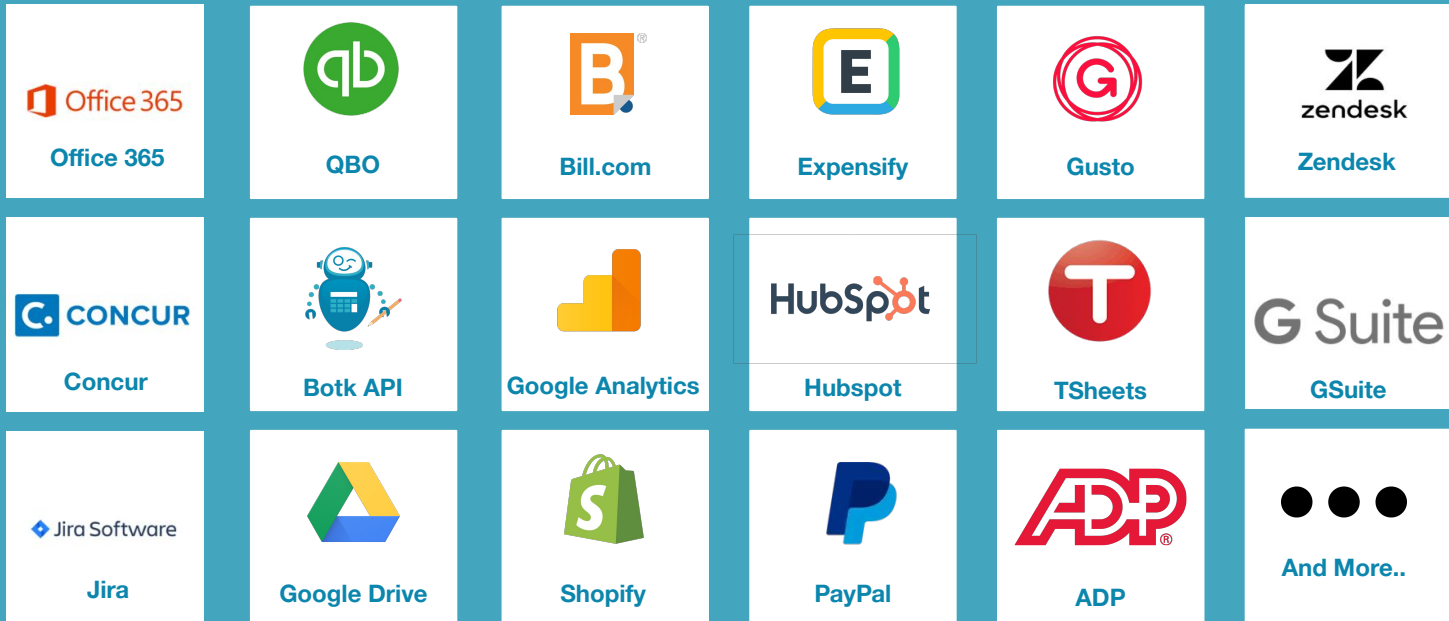 Office 365
Office 365
qb
QBO
B®
Bill.com
E
Expensify
G
Gusto
zendesk
Zendesk
C. CONCUR
Concur
Botk API
Google Analytics
HubSpot
Hubspot
T
TSheets
G Suite
GSuite
Jira Software
Jira
Google Drive
S
Shopify
P
PayPal
ADP®
ADP
And More..